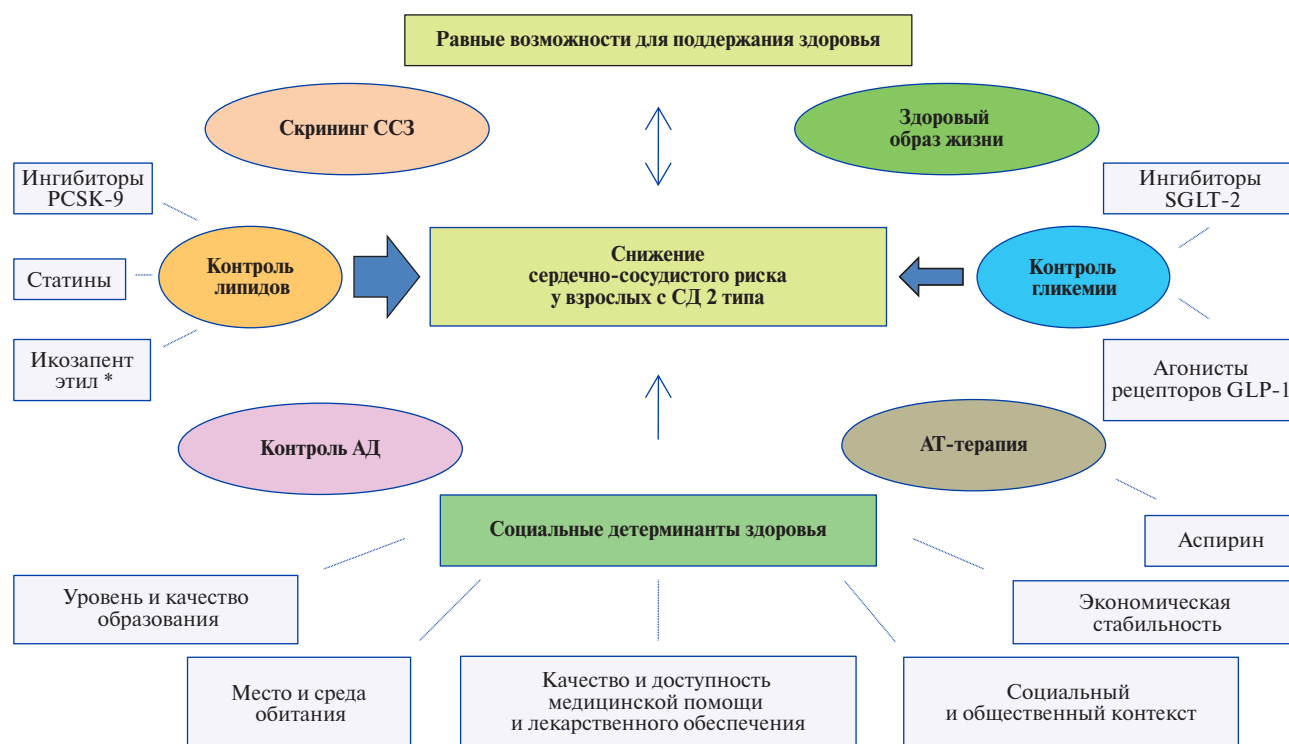 Равные возможности для поддержания здоровья
Скрининг ССЗ
Здоровый
образ жизни
Ингибиторы
PCSK-9
Ингибиторы
SGLT-2
Статины
Контроль
липидов
Снижение
сердечно-сосудистого риска
у взрослых с СД 2 типа
Контроль
гликемии
Икозапент
этил *
Агонисты
рецепторов GLP-1
Контроль АД
АТ-терапия
Социальные детерминанты здоровья
Аспирин
Уровень и качество
образования
Экономическая
стабильность
Место и среда
обитания
Качество и доступность
медицинской помощи
и лекарственного обеспечения
Социальный
и общественный контекст